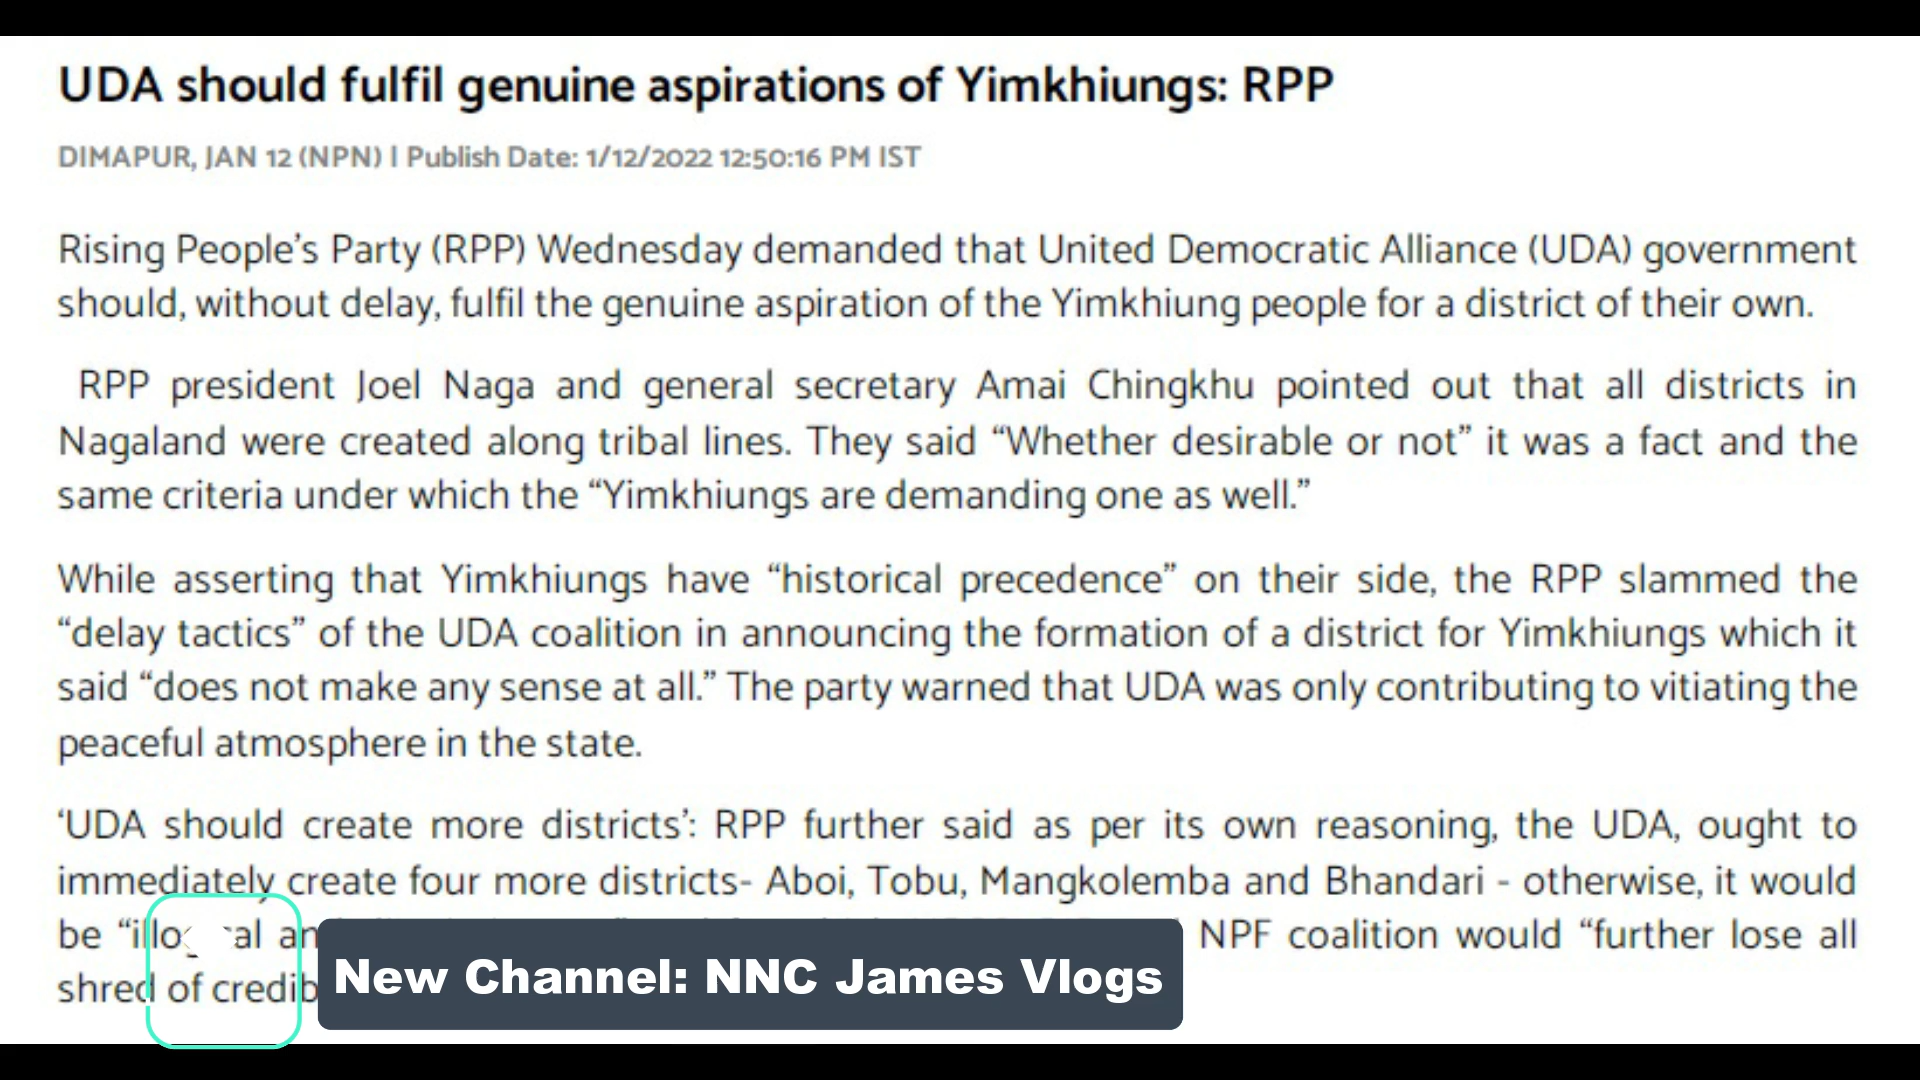 UDA should fulfil genuine aspirations of Yimkhiungs: RPP
DIMAPUR, JAN 12 (NPN) | Publish Date: 1/12/2022 12:50:16 PM IST
Rising People’s Party (RPP) Wednesday demanded that United Democratic Alliance (UDA) government
should, without delay, fulfil the genuine aspiration of the Yimkhiung people for a district of their own.
RPP president Joel Naga and general secretary Amai Chingkhu pointed out that all districts in
Nagaland were created along tribal lines. They said “Whether desirable or not” it was a fact and the
same criteria under which the “Yimkhiungs are demanding one as well.”
While asserting that Yimkhiungs have “historical precedence” on their side, the RPP slammed the
“delay tactics” of the UDA coalition in announcing the formation of a district for Yimkhiungs which it
said “does not make any sense at all.” The party warned that UDA was only contributing to vitiating the
peaceful atmosphere in the state.
‘UDA should create more districts’: RPP further said as per its own reasoning, the UDA, ought to
immediately create four more districts- Aboi, Tobu, Mangkolemba and Bhandari - otherwise, it would
be NPF coalition would “further lose all
shred of
New Channel: NNC James Vlogs